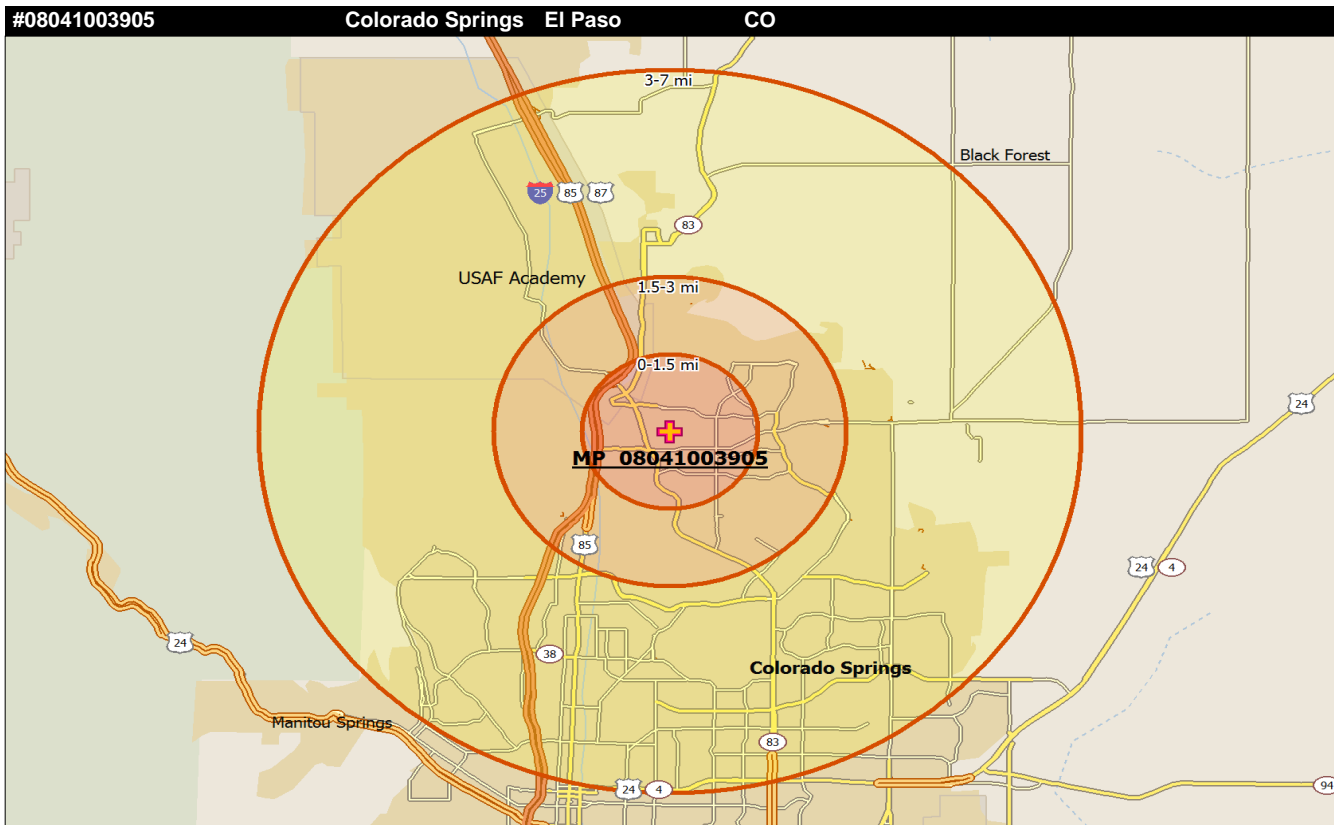 #08041003905 Colorado Springs El Paso CO
3-7 mi
Black Forest
25 85 87
83
USAF Academy
1.5-3 mi
0-1.5 mi
24
MP 08041003905
85
24 4
24
38
Colorado Springs
Manitou Springs
83
24 4
94